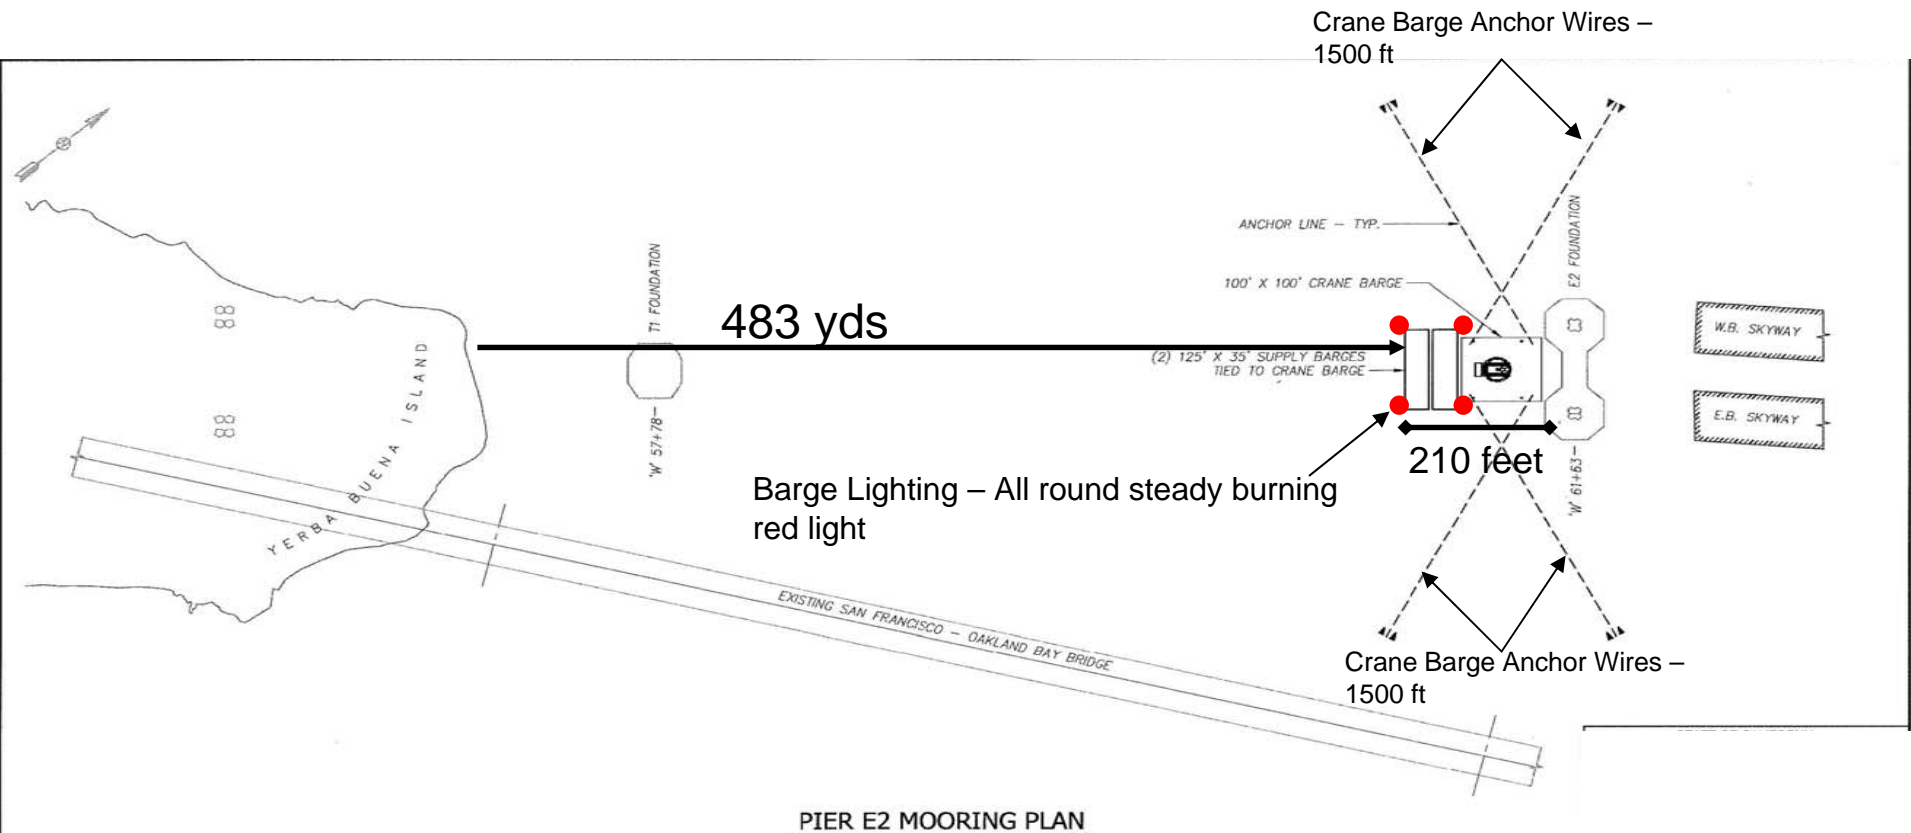 Crane Barge Anchor Wires –
1500 ft
ANCHOR LINE – TYP.
E2 FOUNDATION
T1 FOUNDATION
100' X 100' CRANE BARGE
483 yds
W.B. SKYWAY
(2) 125' X 35' SUPPLY BARGES
TIED TO CRANE BARGE
YERBA BUENA ISLAND
'W' 57+78
E.B. SKYWAY
210 feet
'W' 61+63
Barge Lighting – All round steady burning
red light
EXISTING SAN FRANCISCO – OAKLAND BAY BRIDGE
Crane Barge Anchor Wires –
1500 ft
PIER E2 MOORING PLAN